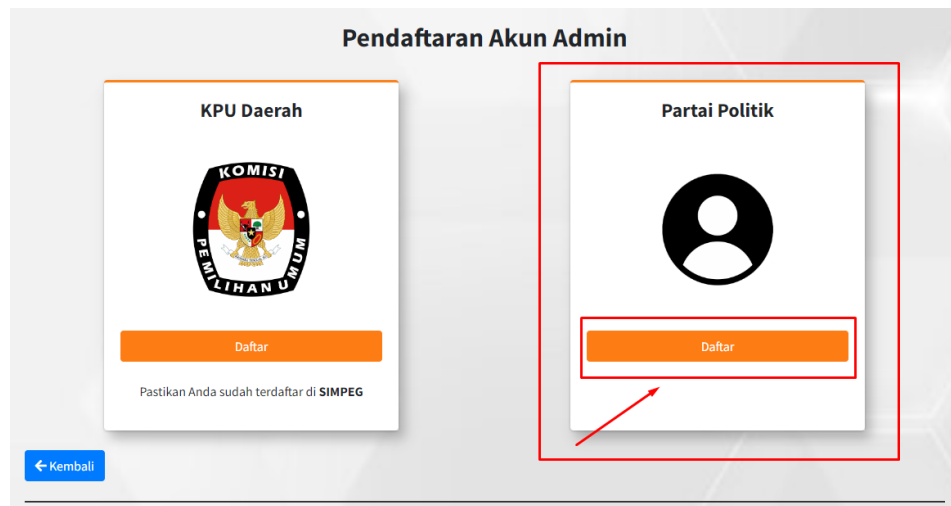 Pendaftaran Akun Admin
KPU Daerah
KOMISI
PEMILIHAN UMUM
Daftar
Pastikan Anda sudah terdaftar di SIMPEG
Partai Politik
Daftar
Kembali